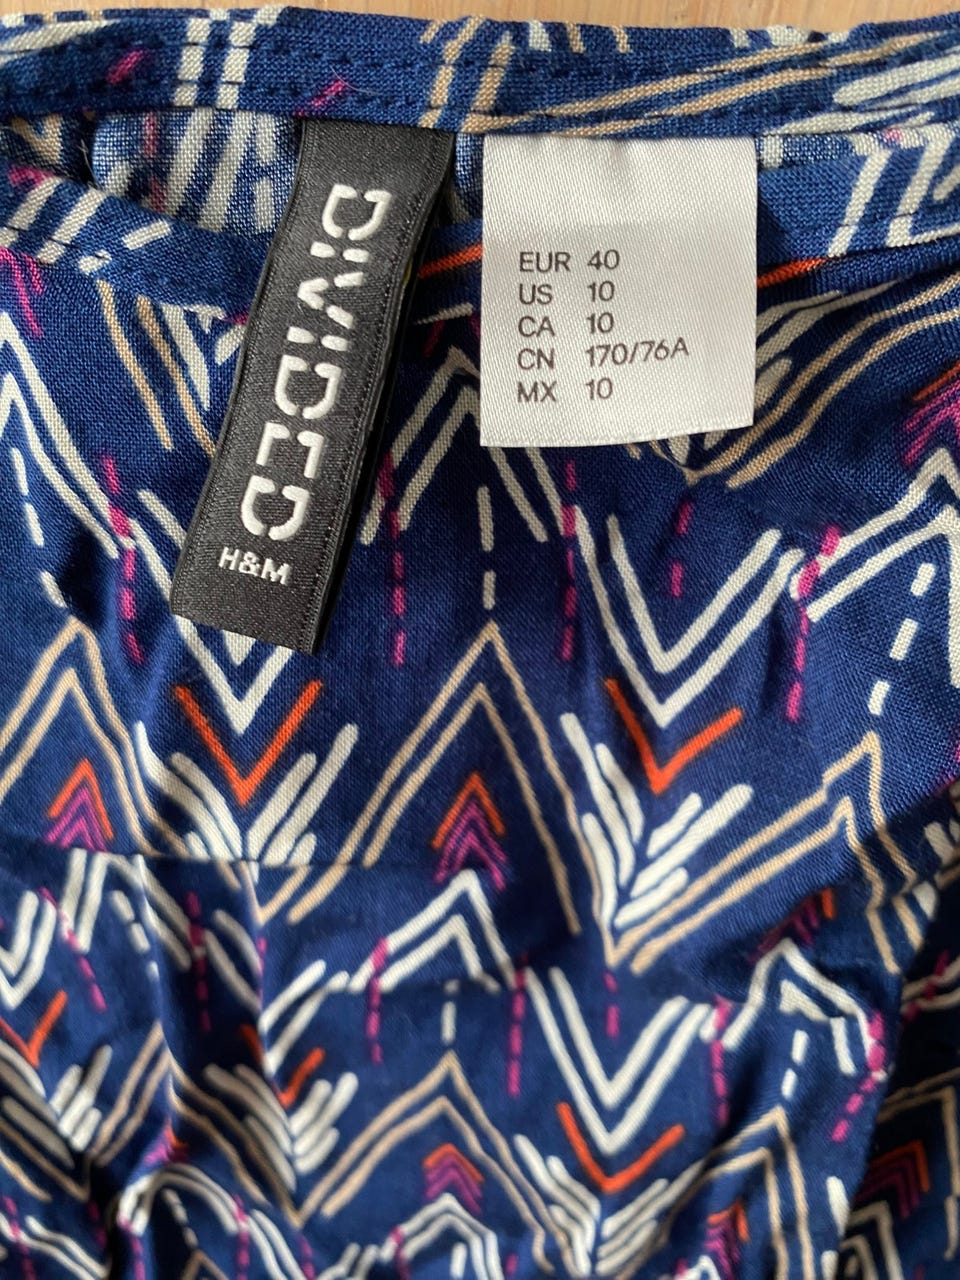 DIVIDED
H&M
EUR 40
US 10
CA 10
CN 170/76A
MX 10